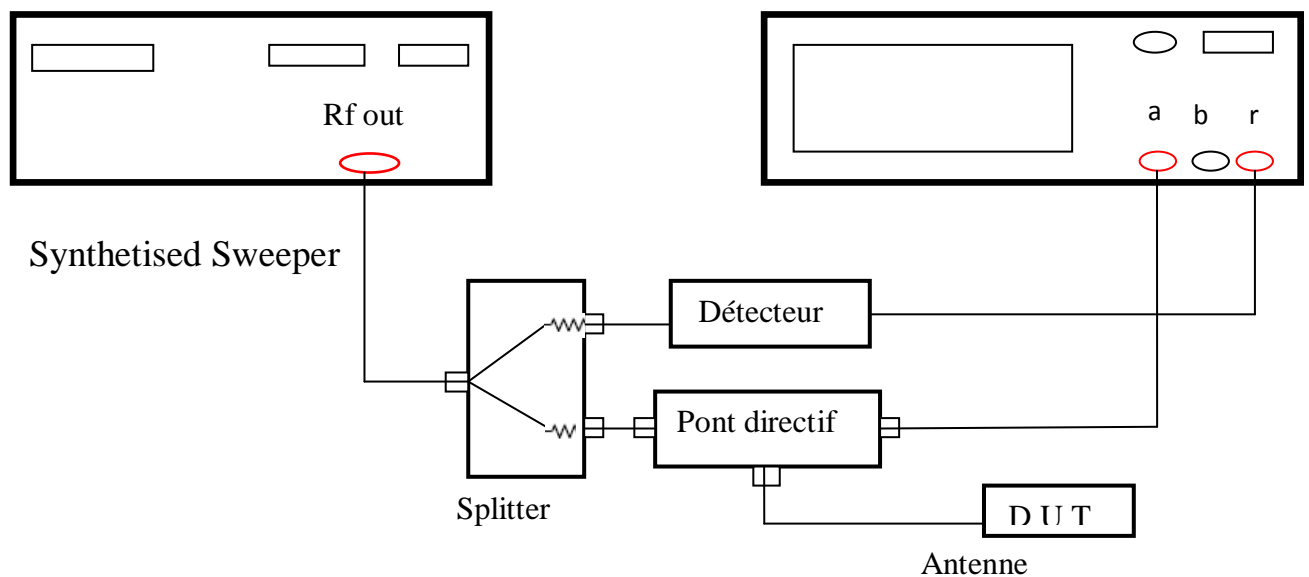 Rf out
a b r
Synthetised Sweeper
Détecteur
Pont directif
Splitter
D U T
Antenne